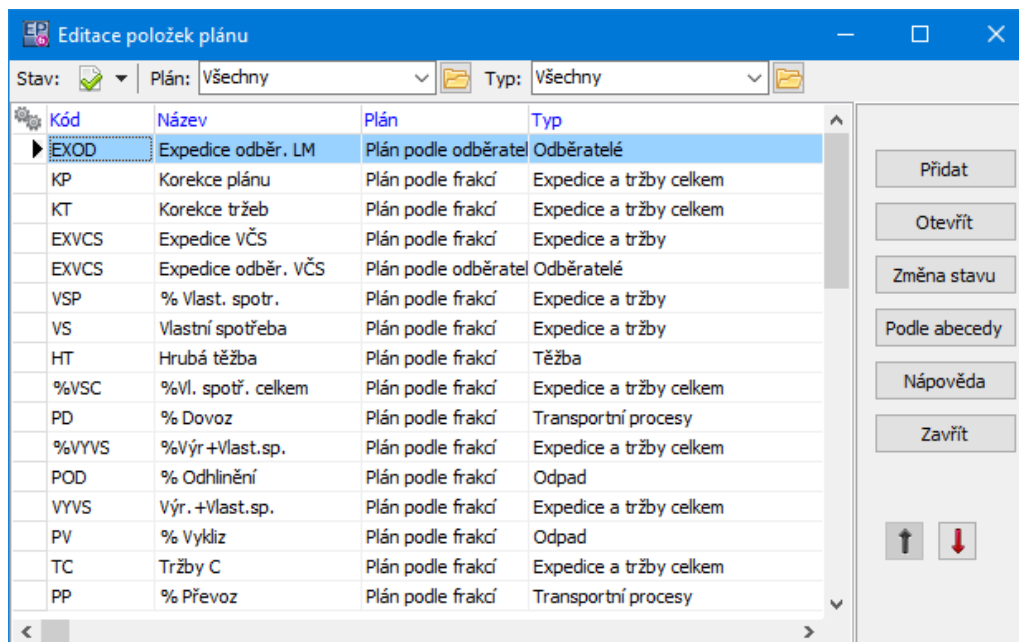 Editace položek plánu
Stav: Plán: Všechny Typ: Všechny
Kód Název Plán Typ
EXOD Expedice odběr. LM Plán podle odběratel Odběratelé
KP Korekce plánu Plán podle frakcí Expedice a tržby celkem
KT Korekce tržeb Plán podle frakcí Expedice a tržby celkem
EXVCS Expedice VČS Plán podle frakcí Expedice a tržby
EXVCS Expedice odběr. VČS Plán podle odběratel Odběratelé
VSP % Vlast. spotr. Plán podle frakcí Expedice a tržby
VS Vlastní spotřeba Plán podle frakcí Expedice a tržby
HT Hrubá těžba Plán podle frakcí Těžba
%VSC %Vl. spotř. celkem Plán podle frakcí Expedice a tržby celkem
PD % Dovoz Plán podle frakcí Transportní procesy
%VYVS %Výr+Vlast.sp. Plán podle frakcí Expedice a tržby celkem
POD % Odhlinění Plán podle frakcí Odpad
VYVS Výr.+Vlast.sp. Plán podle frakcí Expedice a tržby celkem
PV % Vykliz Plán podle frakcí Odpad
TC Tržby C Plán podle frakcí Expedice a tržby celkem
PP % Převoz Plán podle frakcí Transportní procesy
Přidat
Otevřít
Změna stavu
Podle abecedy
Nápověda
Zavřít